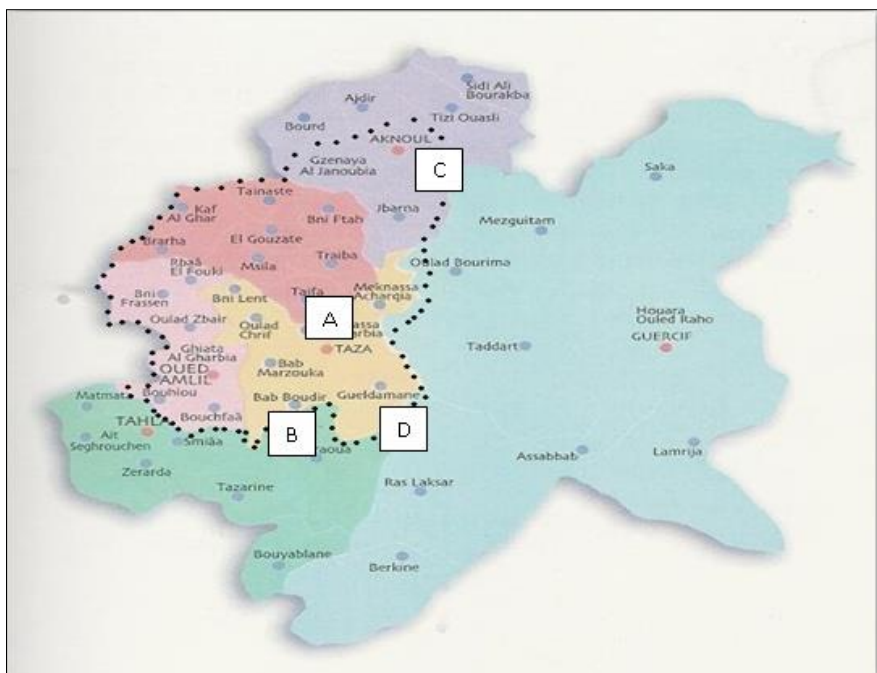 Sidi Ali
Bourakba
Ajdir
Tizi Ouasli
Bourd
AKNOUL
Gzenaya
Al Janoubia
C
Saka
Tainaste
Kaf
Al Ghar
Bni Ftah
Jbarna
Mezguitam
El Gouzate
Brarha
Rbaâ
El Fouki
Msila
Traiba
Oulad Bourima
Bni
Frassen
Bni Lent
Taifa
Meknassa
Acharqia
Oulad Zbair
Oulad
Chrif
A
Houara
Ouled Raho
GUERCIF
Ghiata
Al Gharbia
TAZA
Taddart
OUED
AMLIL
Bab
Marzouka
Matmata
Bouhlou
Bab Boudir
Gueldamane
TAHLA
Bouchfaâ
B
D
Ait
Seghrouchen
Smiâa
Assabbab
Lamrija
Zerarda
Tazarine
Ras Laksar
Bouyablane
Berkine